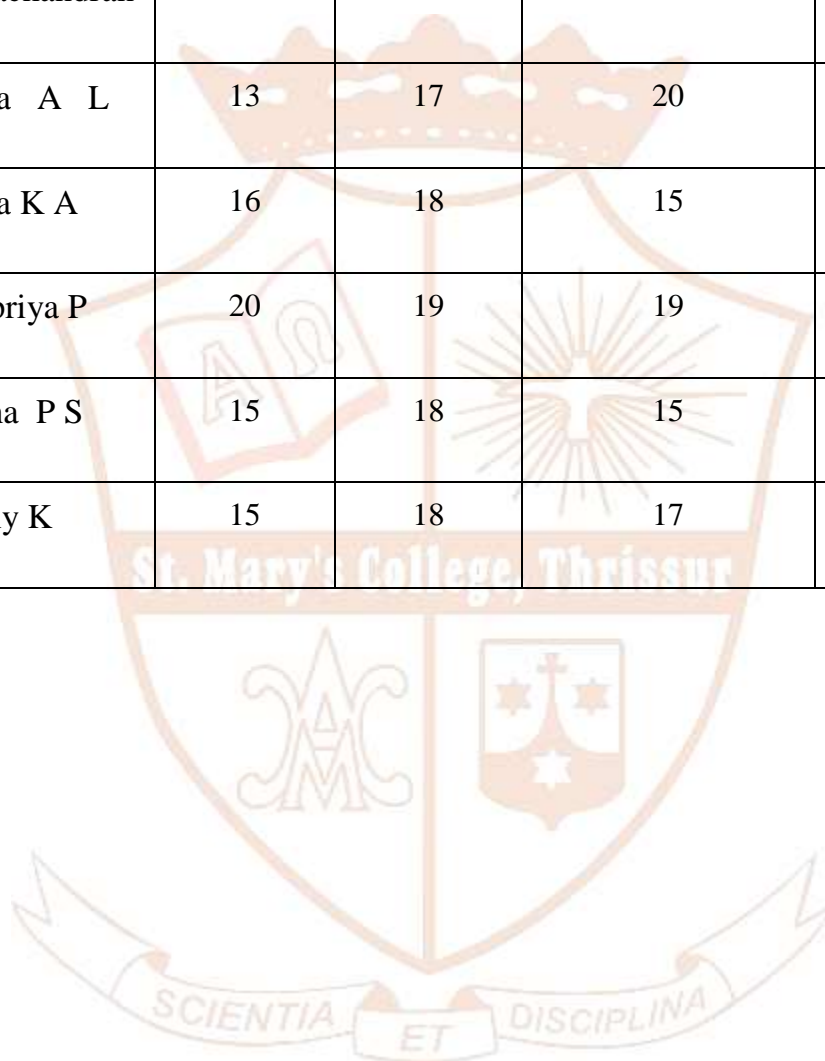 a A L 13 17 20
a K A 16 18 15
priya P 20 19 19
na P S 15 18 15
y K 15 18 17
St. Mary's College, Thrissur
Α Ω
SCIENTIA ET DISCIPLINA